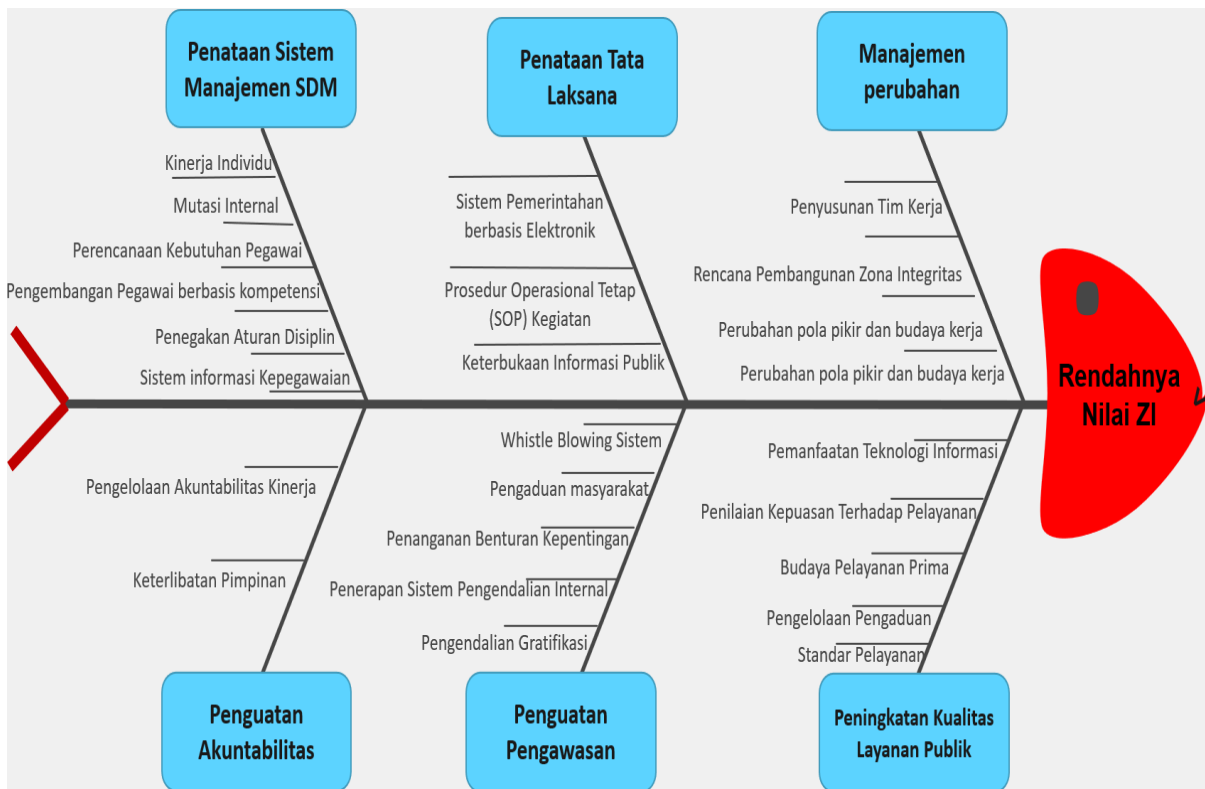 Penataan Sistem
Manajemen SDM
Penataan Tata
Laksana
Manajemen
perubahan
Kinerja Individu
Mutasi Internal
Perencanaan Kebutuhan Pegawai
Pengembangan Pegawai berbasis kompetensi
Penegakan Aturan Disiplin
Sistem informasi Kepegawaian
Sistem Pemerintahan
berbasis Elektronik
Prosedur Operasional Tetap
(SOP) Kegiatan
Keterbukaan Informasi Publik
Penyusunan Tim Kerja
Rencana Pembangunan Zona Integritas
Perubahan pola pikir dan budaya kerja
Perubahan pola pikir dan budaya kerja
Rendahnya
Nilai ZI
Pengelolaan Akuntabilitas Kinerja
Keterlibatan Pimpinan
Whistle Blowing Sistem
Pengaduan masyarakat
Penanganan Benturan Kepentingan
Penerapan Sistem Pengendalian Internal
Pengendalian Gratifikasi
Pemanfaatan Teknologi Informasi
Penilaian Kepuasan Terhadap Pelayanan
Budaya Pelayanan Prima
Pengelolaan Pengaduan
Standar Pelayanan
Penguatan
Akuntabilitas
Penguatan
Pengawasan
Peningkatan Kualitas
Layanan Publik